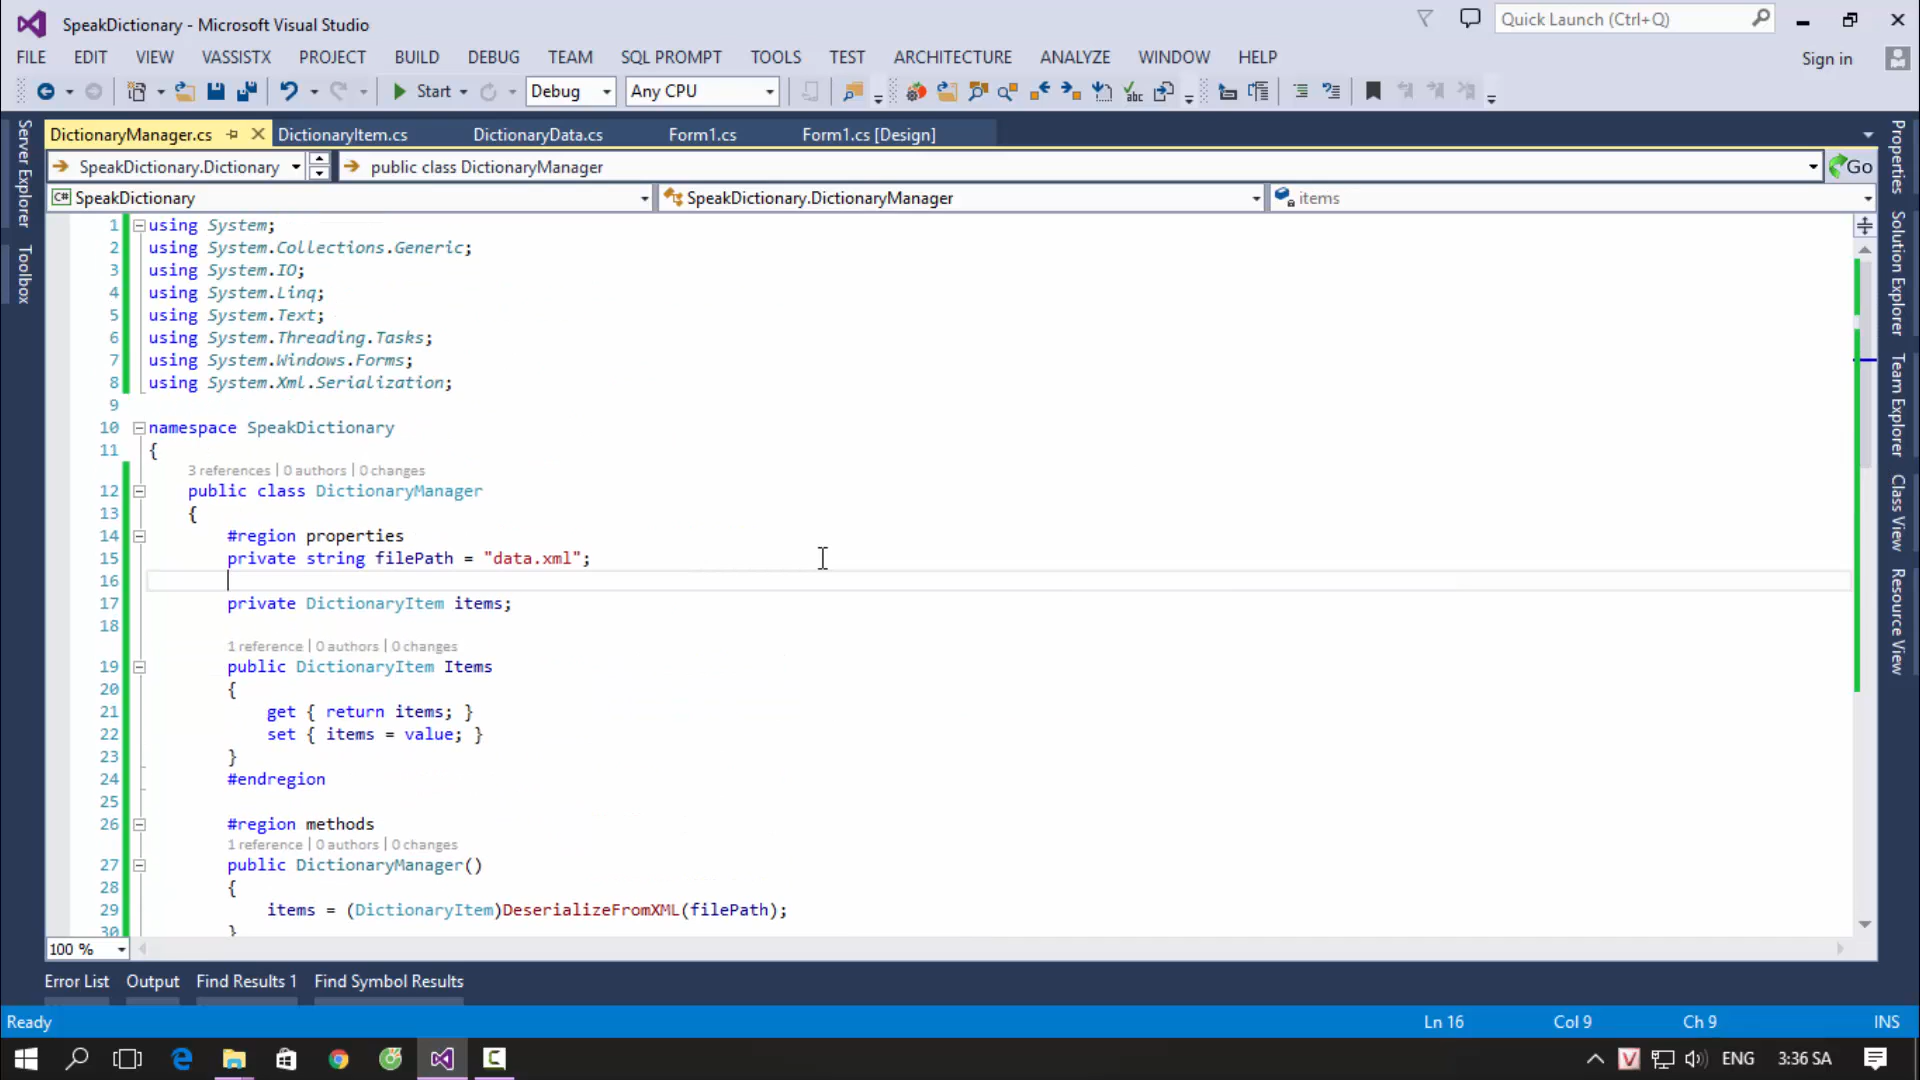 SpeakDictionary - Microsoft Visual Studio
Quick Launch (Ctrl+Q)
FILE EDIT VIEW VASSISTX PROJECT BUILD DEBUG TEAM SQL PROMPT TOOLS TEST ARCHITECTURE ANALYZE WINDOW HELP
Sign in
Start Debug Any CPU
DictionaryManager.cs DictionaryItem.cs DictionaryData.cs Form1.cs Form1.cs [Design]
SpeakDictionary.Dictionary public class DictionaryManager Go
C# SpeakDictionary SpeakDictionary.DictionaryManager items
Server Explorer
Toolbox
1 using System;
2 using System.Collections.Generic;
3 using System.IO;
4 using System.Linq;
5 using System.Text;
6 using System.Threading.Tasks;
7 using System.Windows.Forms;
8 using System.Xml.Serialization;
9
10 namespace SpeakDictionary
11 {
3 references | 0 authors | 0 changes
12 public class DictionaryManager
13 {
14 #region properties
15 private string filePath = "data.xml";
16
17 private DictionaryItem items;
18
1 reference | 0 authors | 0 changes
19 public DictionaryItem Items
20 {
21 get { return items; }
22 set { items = value; }
23 }
24 #endregion
25
26 #region methods
1 reference | 0 authors | 0 changes
27 public DictionaryManager()
28 {
29 items = (DictionaryItem)DeserializeFromXML(filePath);
30 }
Properties
Solution Explorer
Team Explorer
Class View
Resource View
100 %
Error List Output Find Results 1 Find Symbol Results
Ready Ln 16 Col 9 Ch 9 INS
V ENG 3:36 SA